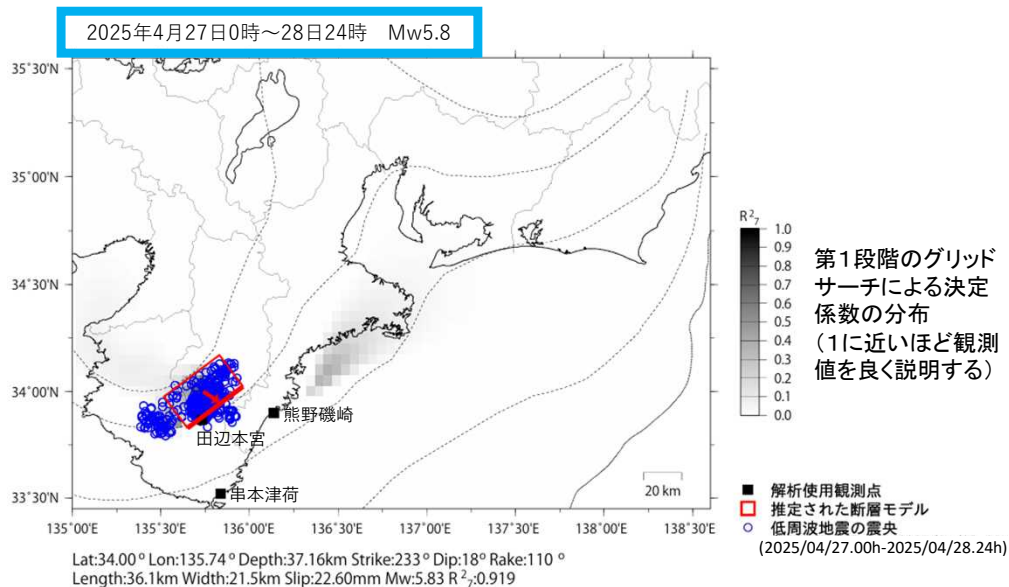 2025年4月27日0時～28日24時　Mw5.8
35°30'N
35°00'N
34°30'N
34°00'N
33°30'N
135°00'E
135°30'E
136°00'E
136°30'E
137°00'E
137°30'E
138°00'E
138°30'E
田辺本宮
熊野磯崎
串本津荷
20 km
R²₇
1.0
0.9
0.8
0.7
0.6
0.5
0.4
0.3
0.2
0.1
0.0
第１段階のグリッド
サーチによる決定
係数の分布
（１に近いほど観測
値を良く説明する）
解析使用観測点
推定された断層モデル
低周波地震の震央
(2025/04/27.00h-2025/04/28.24h)
Lat:34.00 ° Lon:135.74 ° Depth:37.16km Strike:233 ° Dip:18° Rake:110 °
Length:36.1km Width:21.5km Slip:22.60mm Mw:5.83 R²₇:0.919